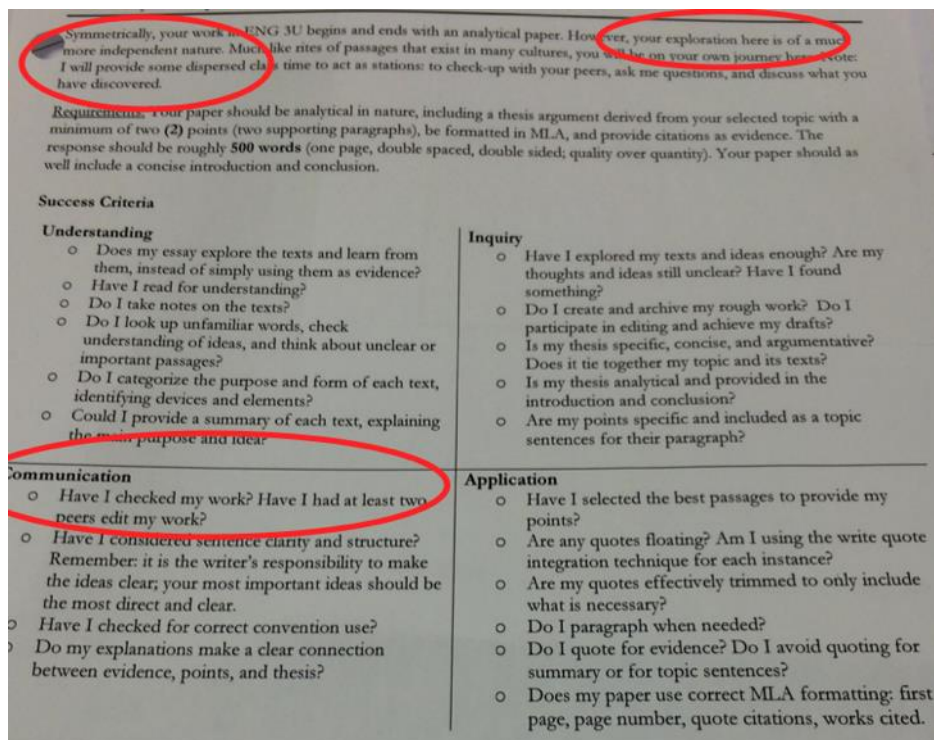 Symmetrically, your work in ENG 3U begins and ends with an analytical paper. However, your exploration here is of a much
more independent nature. Much like rites of passages that exist in many cultures, you will be on your own journey here. Note:
I will provide some dispersed class time to act as stations: to check-up with your peers, ask me questions, and discuss what you
have discovered.
Requirements: Your paper should be analytical in nature, including a thesis argument derived from your selected topic with a
minimum of two (2) points (two supporting paragraphs), be formatted in MLA, and provide citations as evidence. The
response should be roughly 500 words (one page, double spaced, double sided; quality over quantity). Your paper should as
well include a concise introduction and conclusion.
Success Criteria
Understanding
o Does my essay explore the texts and learn from
them, instead of simply using them as evidence?
o Have I read for understanding?
o Do I take notes on the texts?
o Do I look up unfamiliar words, check
understanding of ideas, and think about unclear or
important passages?
o Do I categorize the purpose and form of each text,
identifying devices and elements?
o Could I provide a summary of each text, explaining
the main purpose and idea?
Inquiry
o Have I explored my texts and ideas enough? Are my
thoughts and ideas still unclear? Have I found
something?
o Do I create and archive my rough work? Do I
participate in editing and achieve my drafts?
o Is my thesis specific, concise, and argumentative?
Does it tie together my topic and its texts?
o Is my thesis analytical and provided in the
introduction and conclusion?
o Are my points specific and included as a topic
sentences for their paragraph?
Communication
o Have I checked my work? Have I had at least two
peers edit my work?
o Have I considered sentence clarity and structure?
Remember: it is the writer's responsibility to make
the ideas clear; your most important ideas should be
the most direct and clear.
o Have I checked for correct convention use?
Do my explanations make a clear connection
between evidence, points, and thesis?
Application
o Have I selected the best passages to provide my
points?
o Are any quotes floating? Am I using the write quote
integration technique for each instance?
o Are my quotes effectively trimmed to only include
what is necessary?
o Do I paragraph when needed?
o Do I quote for evidence? Do I avoid quoting for
summary or for topic sentences?
o Does my paper use correct MLA formatting: first
page, page number, quote citations, works cited.